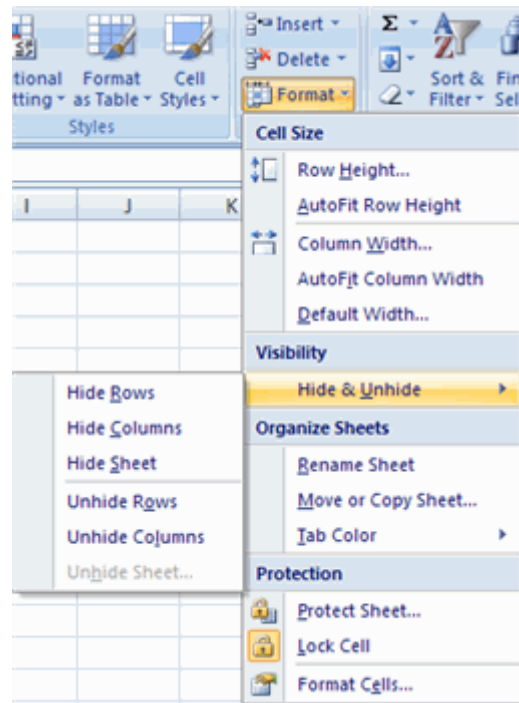 Insert
Delete
Format
Σ
A
Z
tional
tting
Format
as Table
Cell
Styles
Sort &
Filter
Fin
Sel
Styles
I J K
Cell Size
Row Height...
AutoFit Row Height
Column Width...
AutoFit Column Width
Default Width...
Visibility
Hide & Unhide
Hide Rows
Hide Columns
Hide Sheet
Unhide Rows
Unhide Columns
Unhide Sheet...
Organize Sheets
Rename Sheet
Move or Copy Sheet...
Tab Color
Protection
Protect Sheet...
Lock Cell
Format Cells...